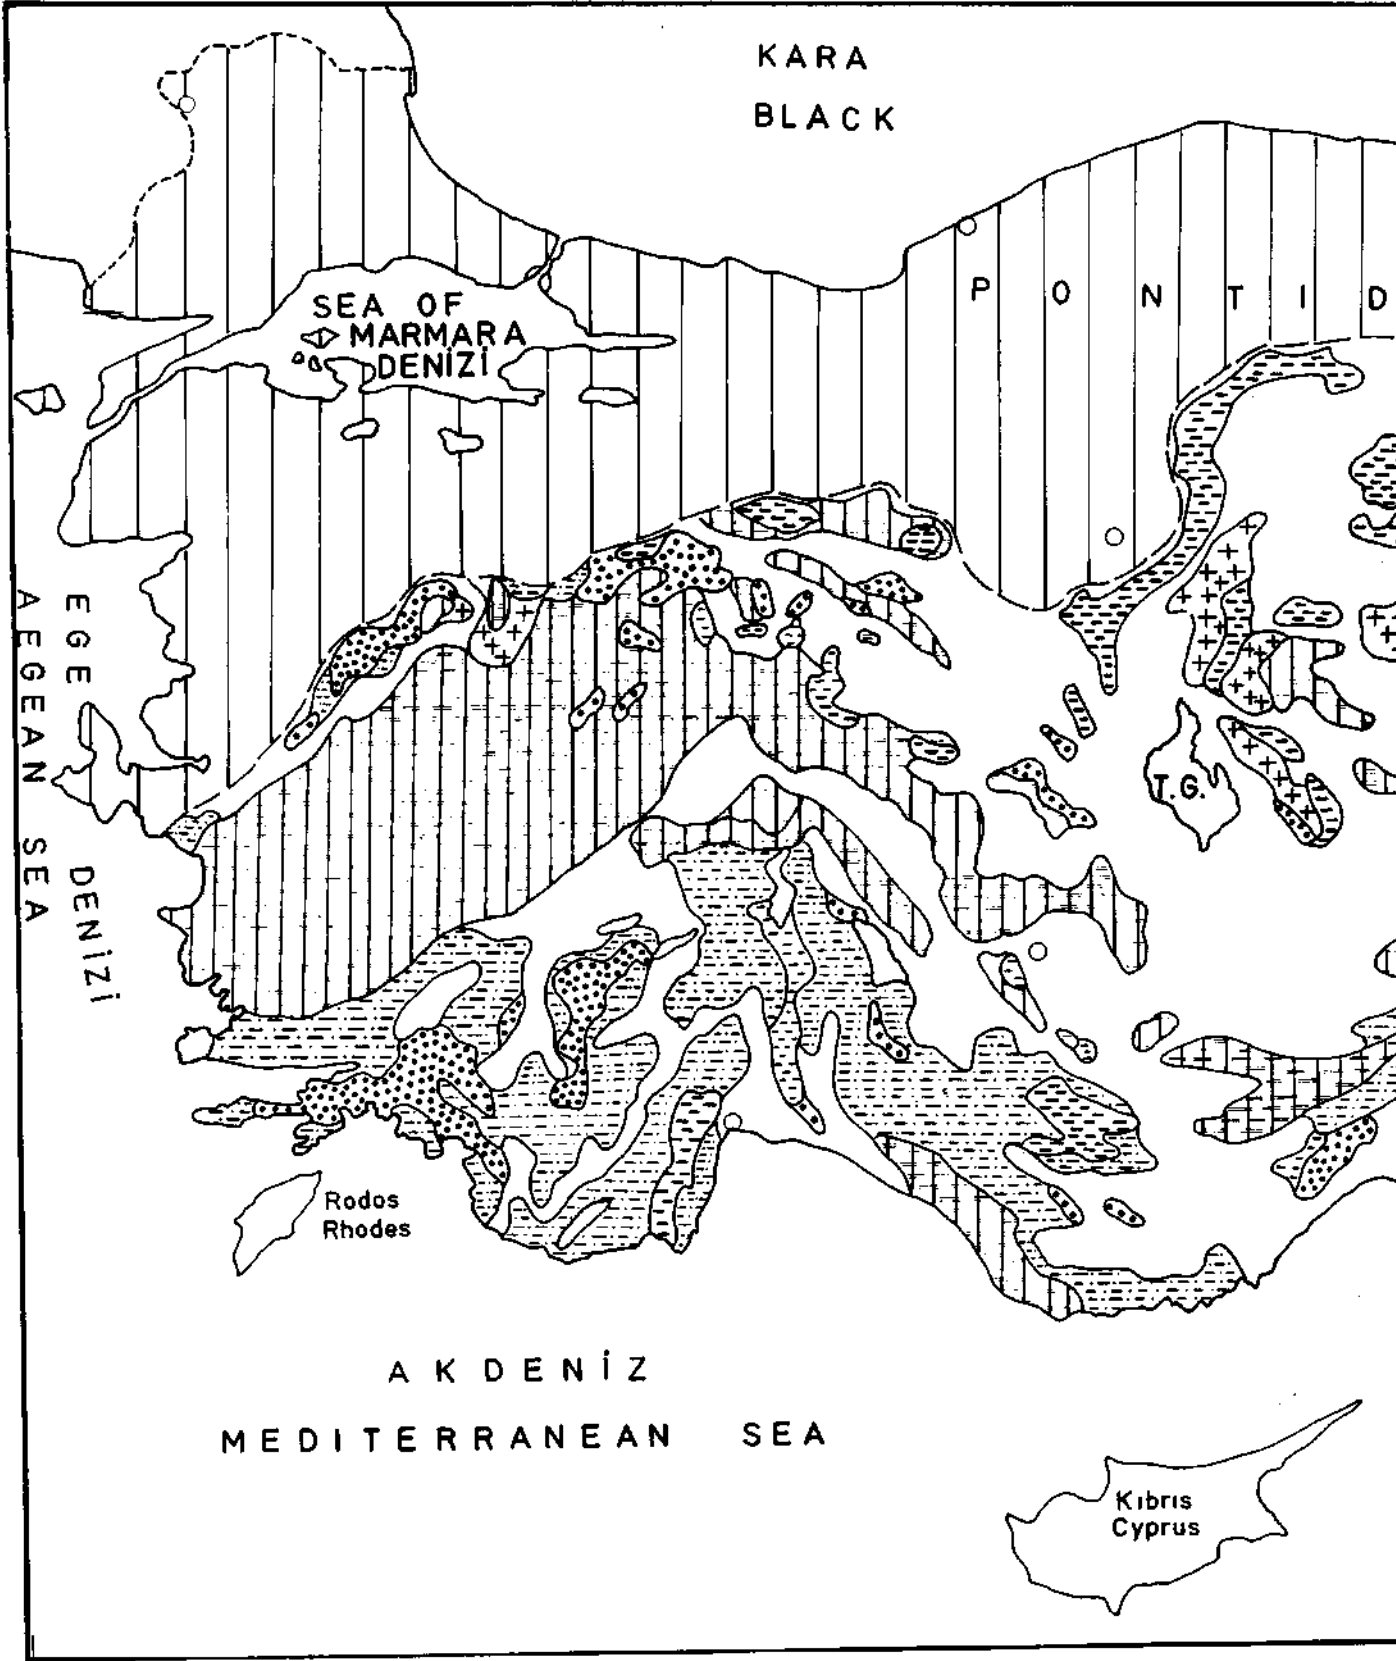 KARA
BLACK
P O N T I D
SEA OF
MARMARA
DENİZİ
EGE DENİZİ
AEGEAN SEA
T.G.
Rodos
Rhodes
AKDENİZ
MEDITERRANEAN SEA
Kıbrıs
Cyprus